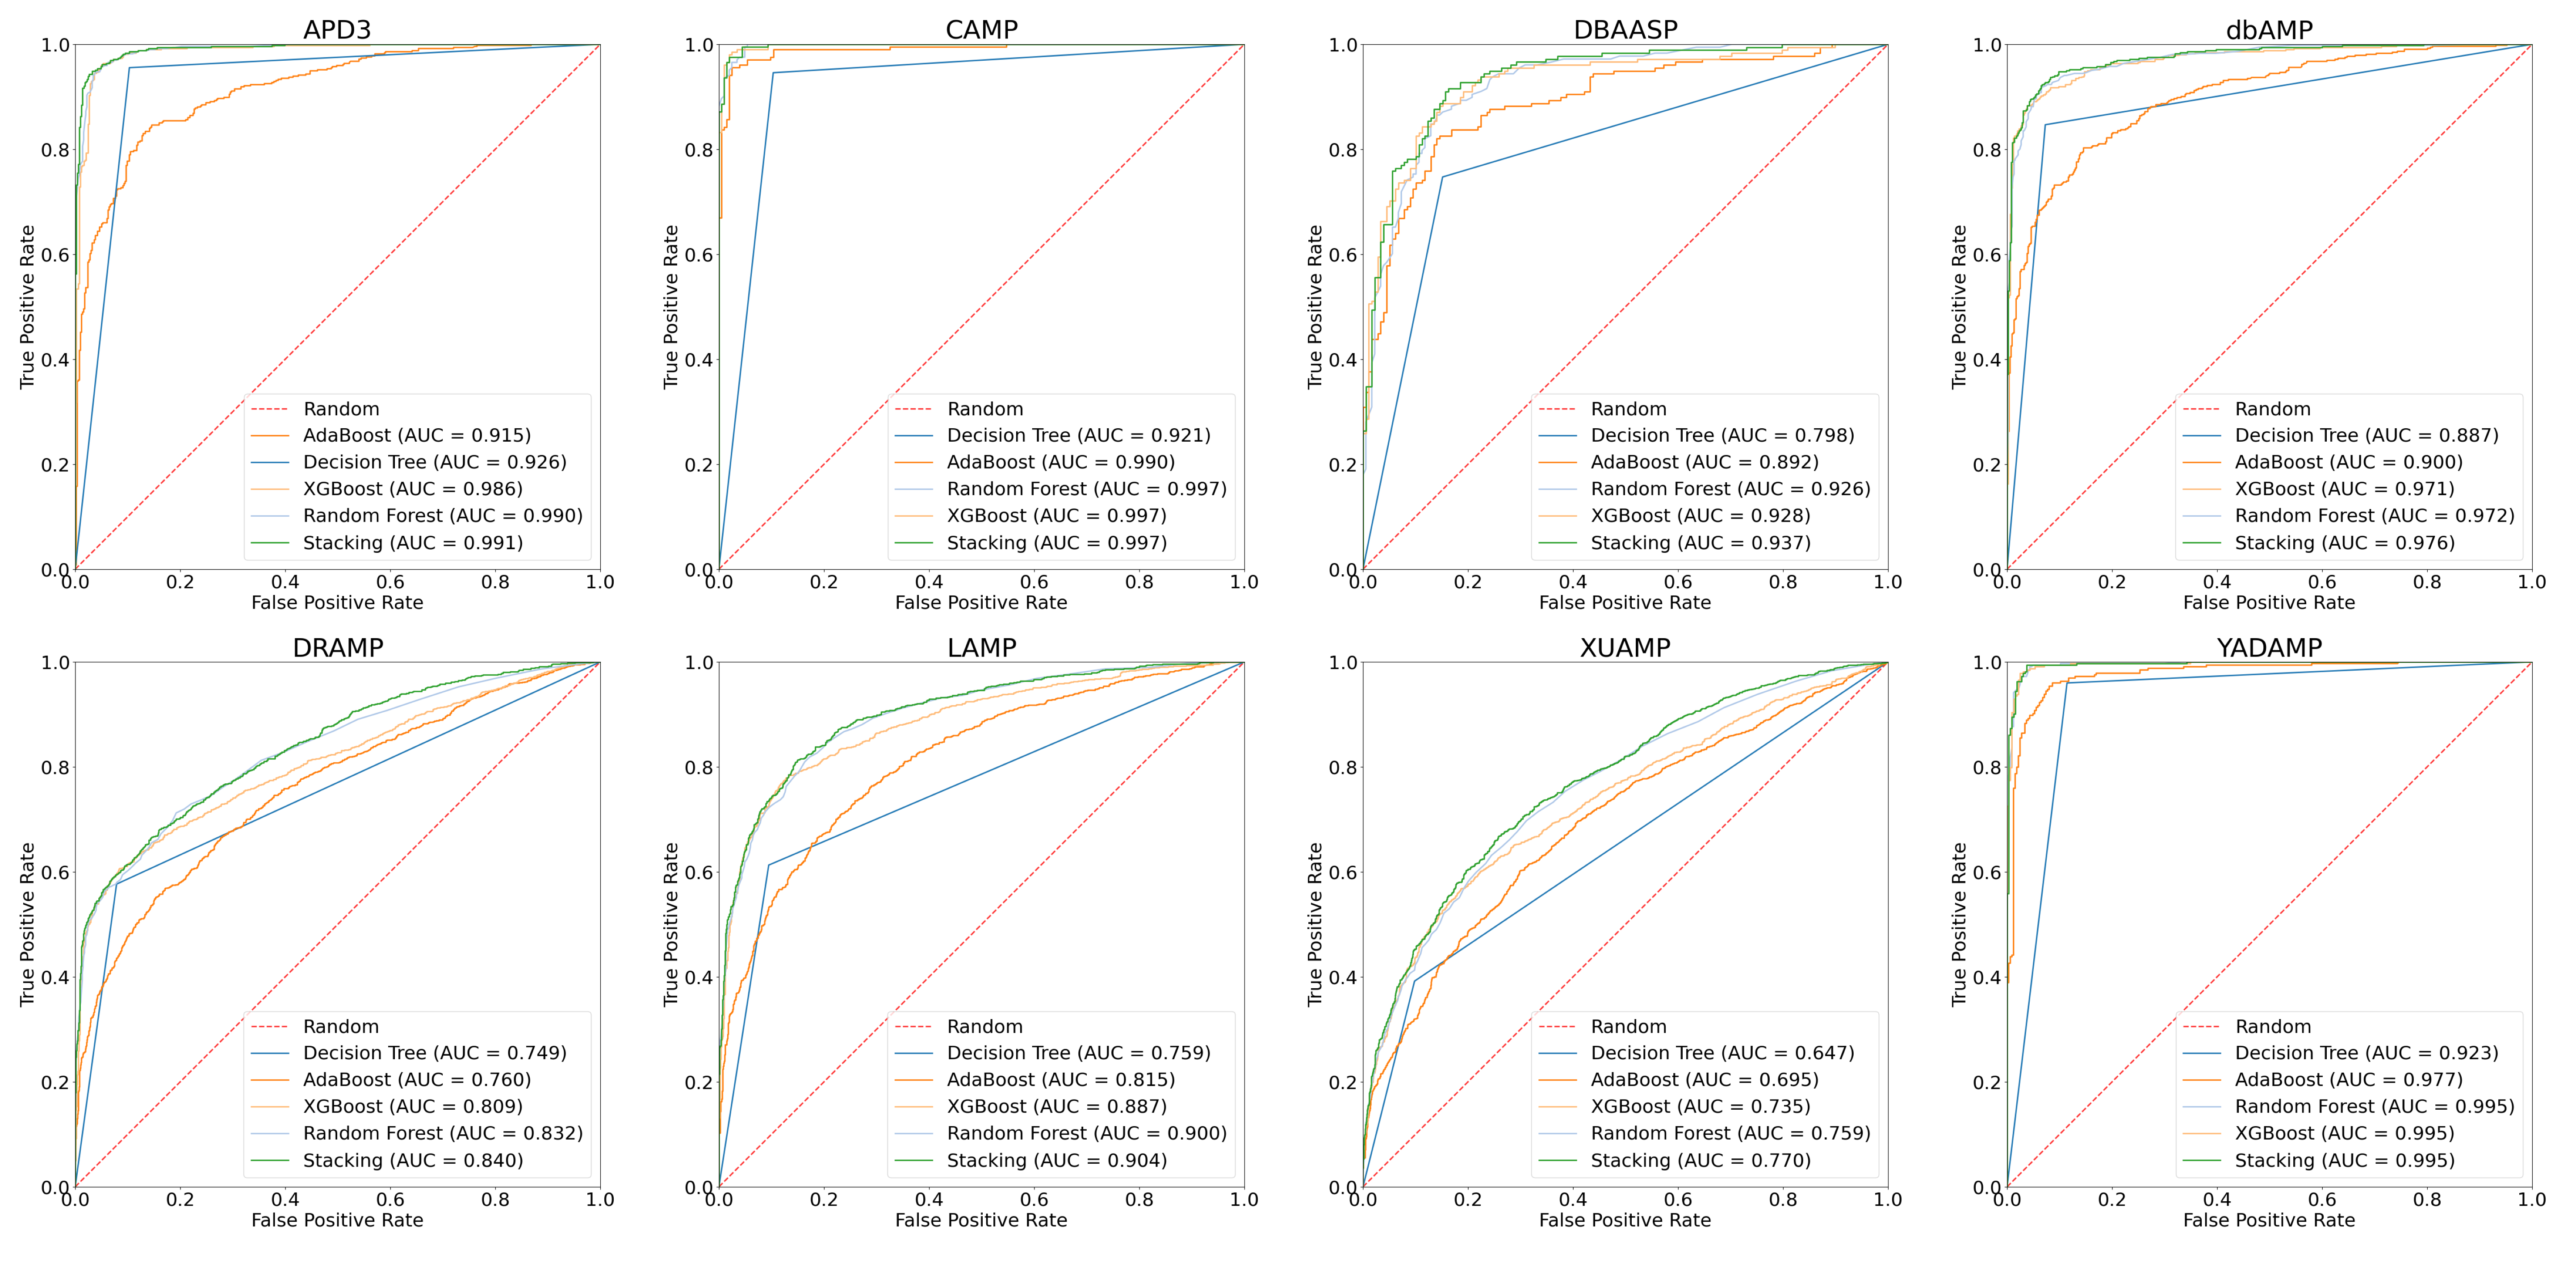 APD3
1.0
0.8
0.6
0.4
0.2
0.0
True Positive Rate
Random
AdaBoost (AUC = 0.915)
Decision Tree (AUC = 0.926)
XGBoost (AUC = 0.986)
Random Forest (AUC = 0.990)
Stacking (AUC = 0.991)
0.0 0.2 0.4 0.6 0.8 1.0
False Positive Rate
CAMP
1.0
0.8
0.6
0.4
0.2
0.0
True Positive Rate
Random
Decision Tree (AUC = 0.921)
AdaBoost (AUC = 0.990)
Random Forest (AUC = 0.997)
XGBoost (AUC = 0.997)
Stacking (AUC = 0.997)
0.0 0.2 0.4 0.6 0.8 1.0
False Positive Rate
DBAASP
1.0
0.8
0.6
0.4
0.2
0.0
True Positive Rate
Random
Decision Tree (AUC = 0.798)
AdaBoost (AUC = 0.892)
Random Forest (AUC = 0.926)
XGBoost (AUC = 0.928)
Stacking (AUC = 0.937)
0.0 0.2 0.4 0.6 0.8 1.0
False Positive Rate
dbAMP
1.0
0.8
0.6
0.4
0.2
0.0
True Positive Rate
Random
Decision Tree (AUC = 0.887)
AdaBoost (AUC = 0.900)
XGBoost (AUC = 0.971)
Random Forest (AUC = 0.972)
Stacking (AUC = 0.976)
0.0 0.2 0.4 0.6 0.8 1.0
False Positive Rate
DRAMP
1.0
0.8
0.6
0.4
0.2
0.0
True Positive Rate
Random
Decision Tree (AUC = 0.749)
AdaBoost (AUC = 0.760)
XGBoost (AUC = 0.809)
Random Forest (AUC = 0.832)
Stacking (AUC = 0.840)
0.0 0.2 0.4 0.6 0.8 1.0
False Positive Rate
LAMP
1.0
0.8
0.6
0.4
0.2
0.0
True Positive Rate
Random
Decision Tree (AUC = 0.759)
AdaBoost (AUC = 0.815)
XGBoost (AUC = 0.887)
Random Forest (AUC = 0.900)
Stacking (AUC = 0.904)
0.0 0.2 0.4 0.6 0.8 1.0
False Positive Rate
XUAMP
1.0
0.8
0.6
0.4
0.2
0.0
True Positive Rate
Random
Decision Tree (AUC = 0.647)
AdaBoost (AUC = 0.695)
XGBoost (AUC = 0.735)
Random Forest (AUC = 0.759)
Stacking (AUC = 0.770)
0.0 0.2 0.4 0.6 0.8 1.0
False Positive Rate
YADAMP
1.0
0.8
0.6
0.4
0.2
0.0
True Positive Rate
Random
Decision Tree (AUC = 0.923)
AdaBoost (AUC = 0.977)
Random Forest (AUC = 0.995)
XGBoost (AUC = 0.995)
Stacking (AUC = 0.995)
0.0 0.2 0.4 0.6 0.8 1.0
False Positive Rate